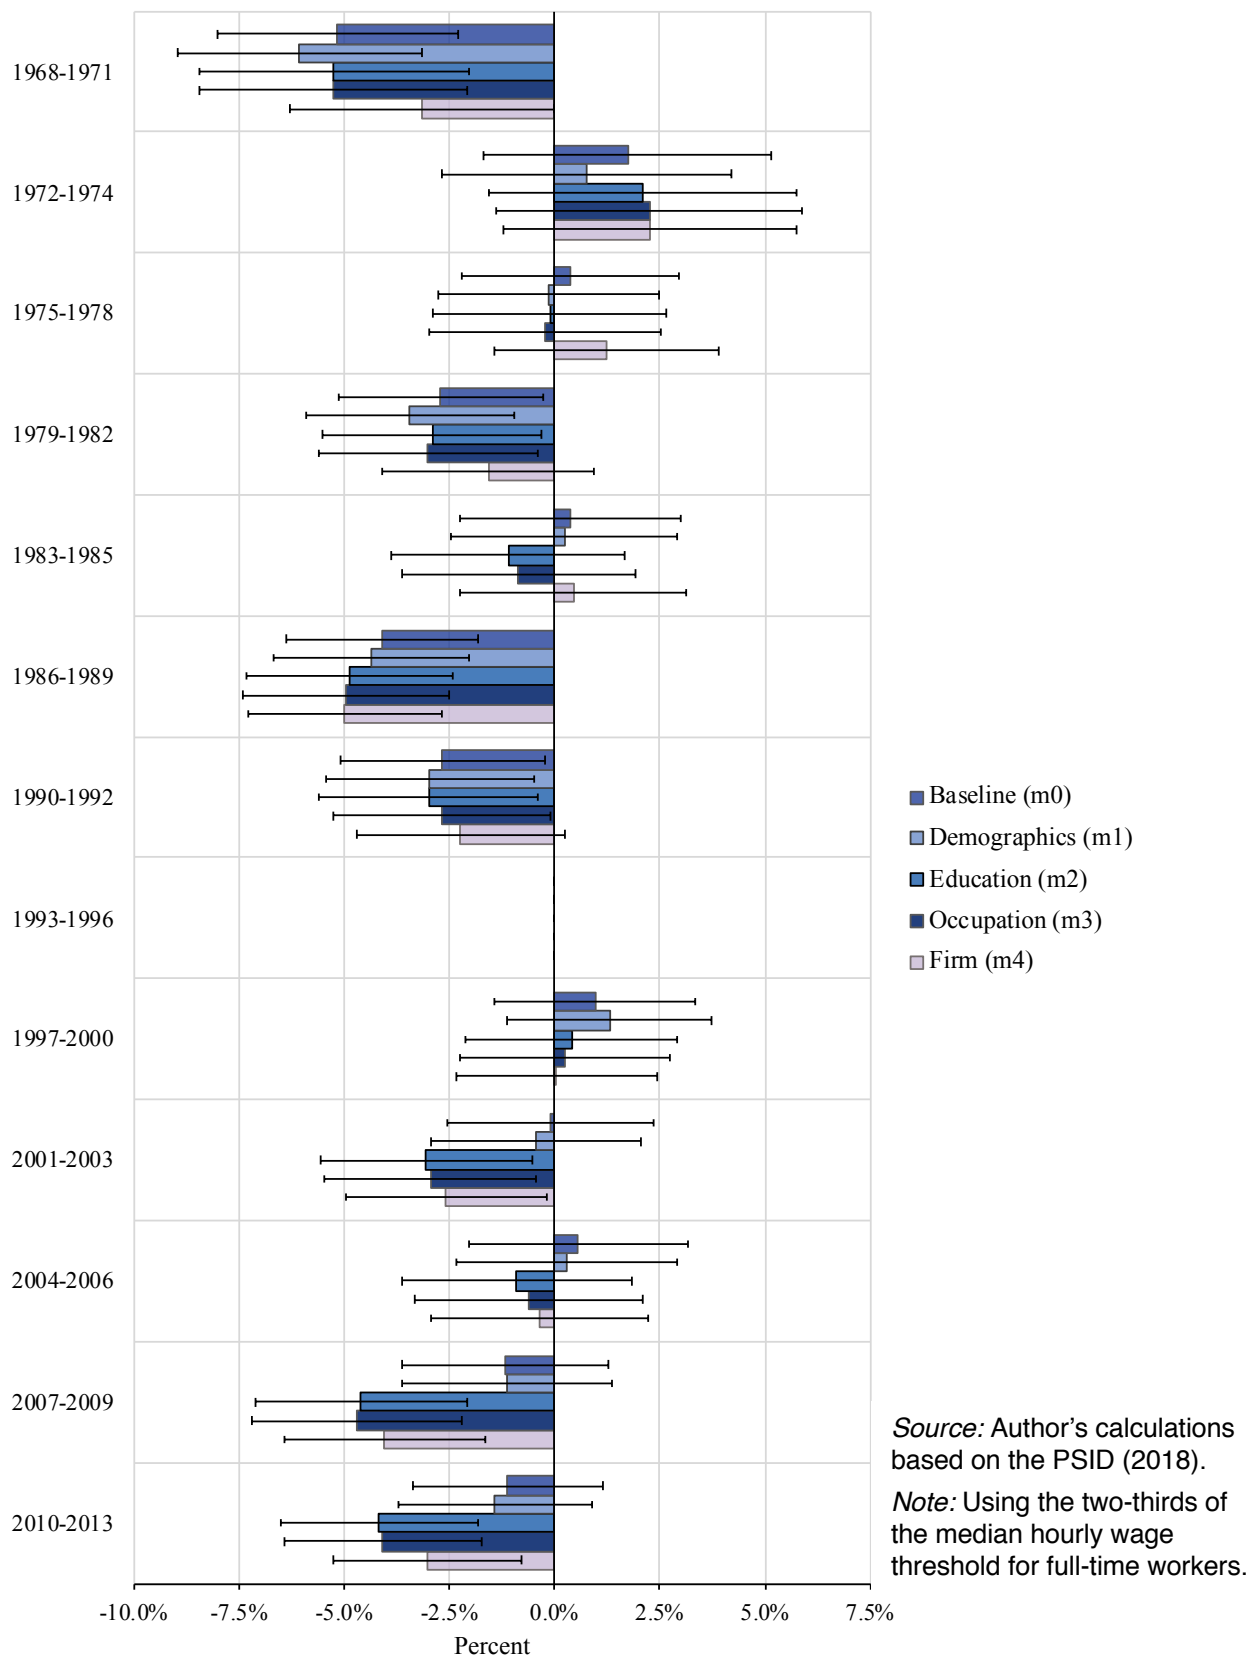 1968-1971
1972-1974
1975-1978
1979-1982
1983-1985
1986-1989
1990-1992
1993-1996
1997-2000
2001-2003
2004-2006
2007-2009
2010-2013
-10.0% -7.5% -5.0% -2.5% 0.0% 2.5% 5.0% 7.5%
Percent
Baseline (m0)
Demographics (m1)
Education (m2)
Occupation (m3)
Firm (m4)
Source: Author’s calculations
based on the PSID (2018).
Note: Using the two-thirds of
the median hourly wage
threshold for full-time workers.